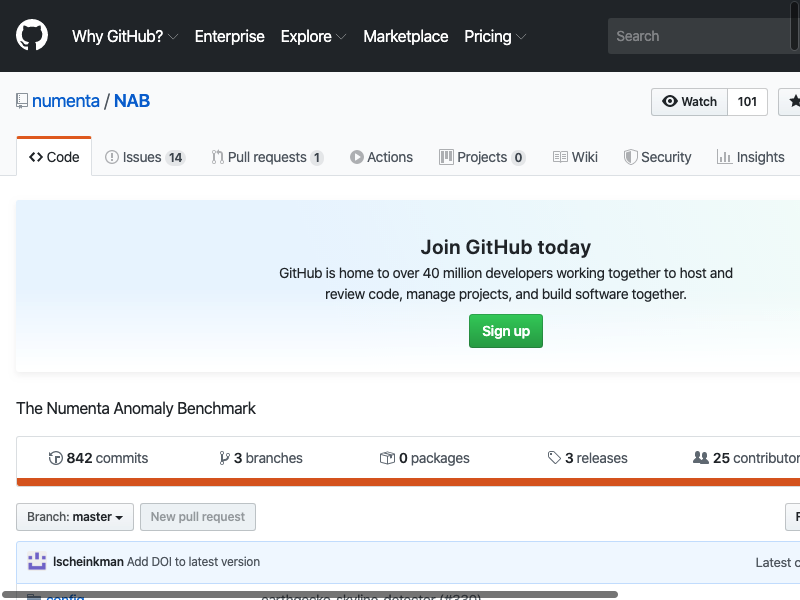 Why GitHub? Enterprise Explore Marketplace Pricing Search
numenta / NAB Watch 101
Code Issues 14 Pull requests 1 Actions Projects 0 Wiki Security Insights
Join GitHub today
GitHub is home to over 40 million developers working together to host and
review code, manage projects, and build software together.
Sign up
The Numenta Anomaly Benchmark
842 commits 3 branches 0 packages 3 releases 25 contributor
Branch: master New pull request
lscheinkman Add DOI to latest version Latest c
config earthgecko-skyline-detector (#330)